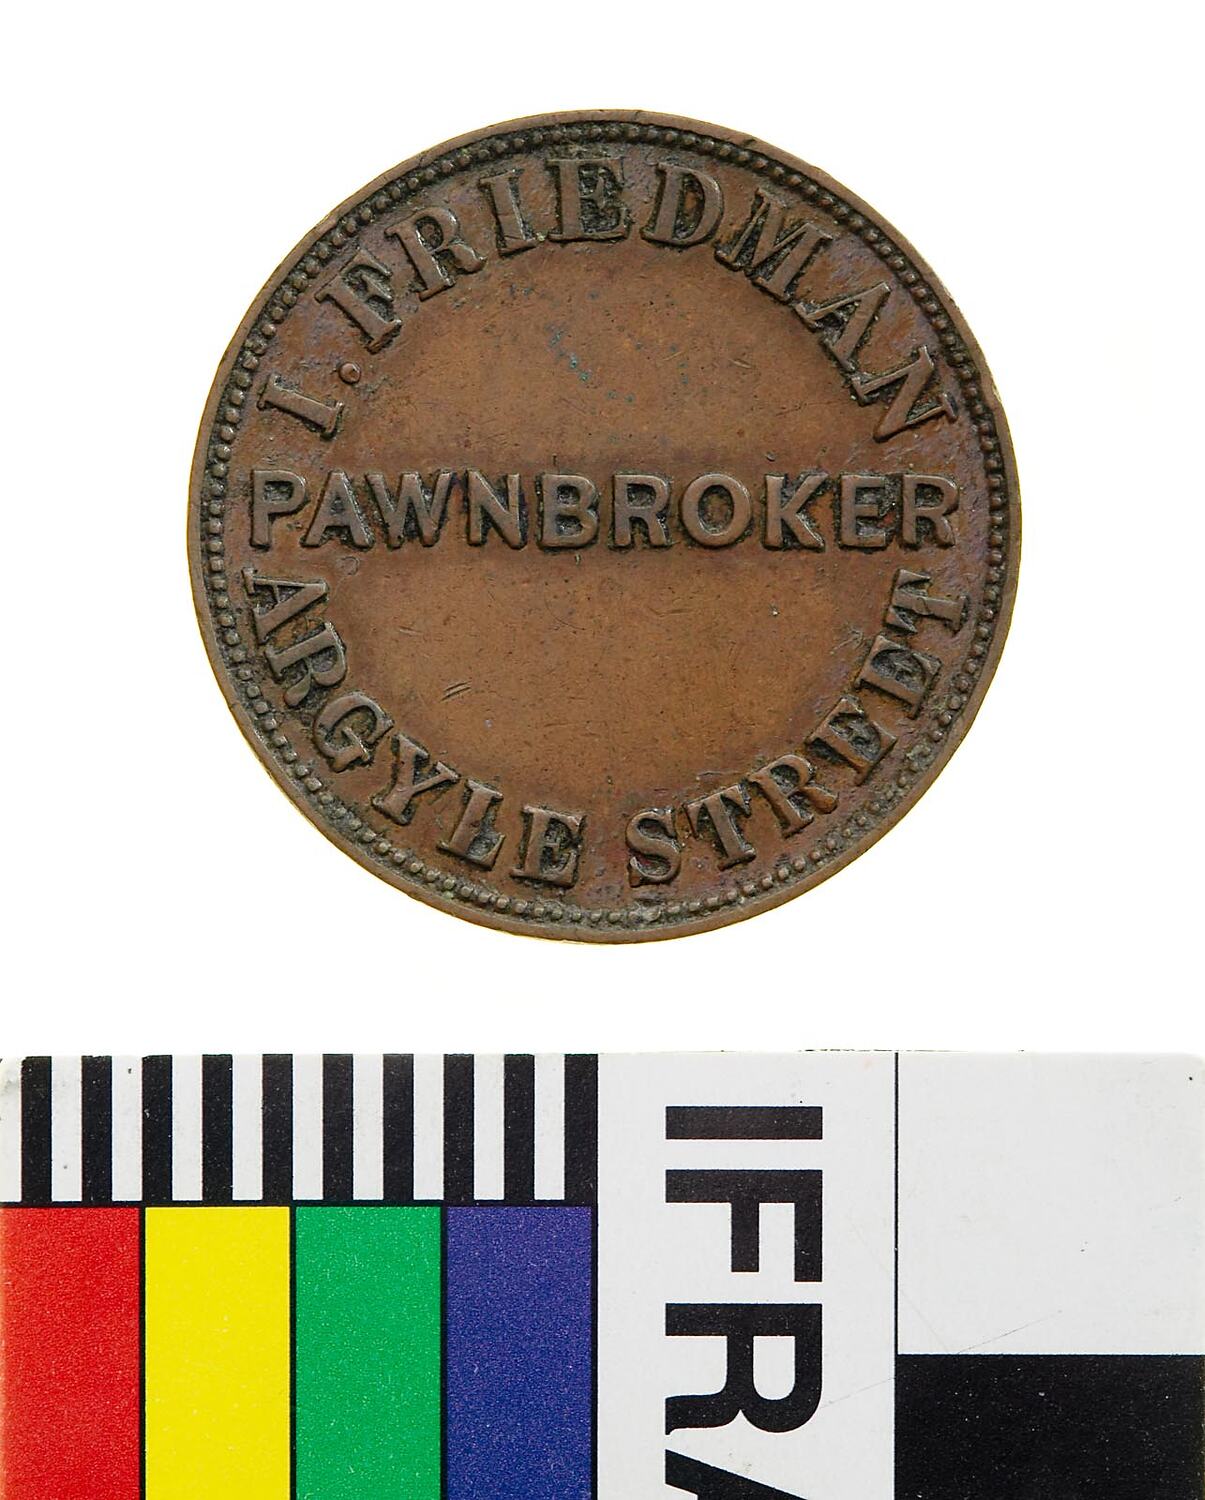 I. FRIEDMAN
PAWNBROKER
ARGYLE STREET
IFRA